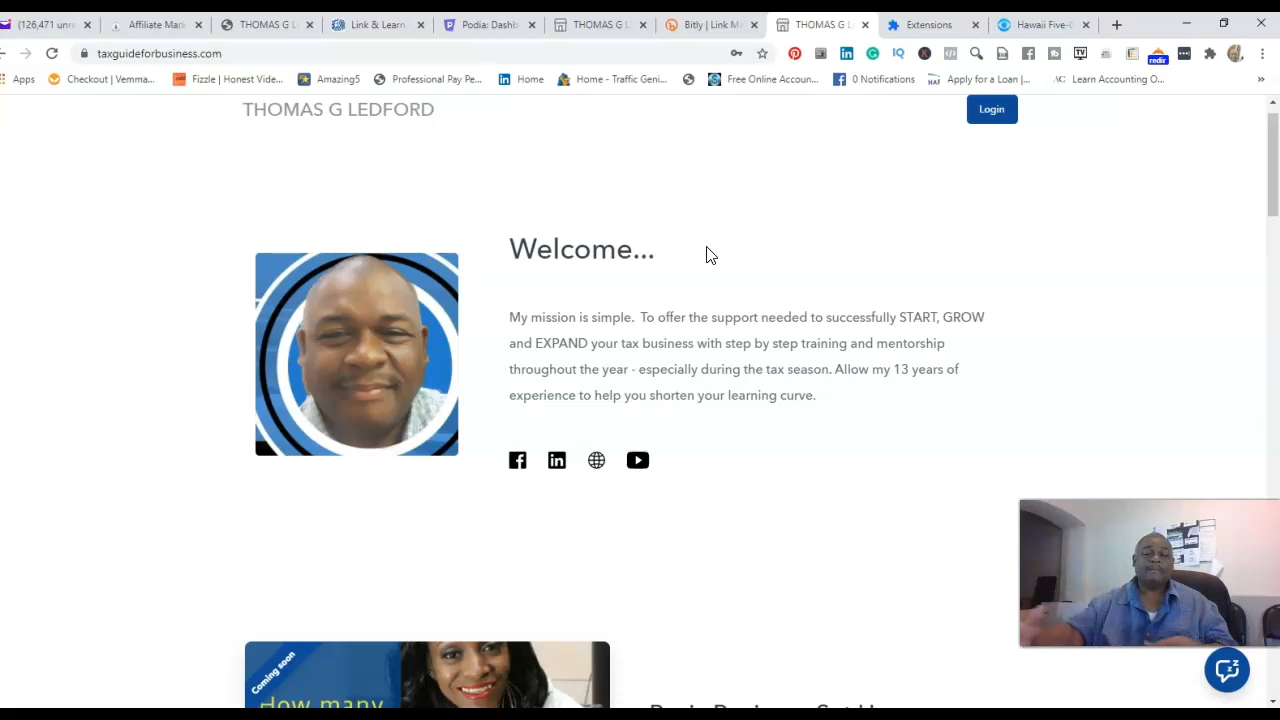 (126,471 unre
Affiliate Mark
THOMAS G L
Link & Learn
Podia: Dashb
THOMAS G L
Bitly | Link M
THOMAS G L
Extensions
Hawaii Five-0
taxguideforbusiness.com
redir
Apps
Checkout | Vemma...
Fizzle | Honest Vide...
Amazing5
Professional Pay Pe...
Home
Home - Traffic Geni...
Free Online Accoun...
0 Notifications
Apply for a Loan |...
Learn Accounting O...
THOMAS G LEDFORD
Login
Welcome...
My mission is simple. To offer the support needed to successfully START, GROW
and EXPAND your tax business with step by step training and mentorship
throughout the year - especially during the tax season. Allow my 13 years of
experience to help you shorten your learning curve.
Coming soon
How many